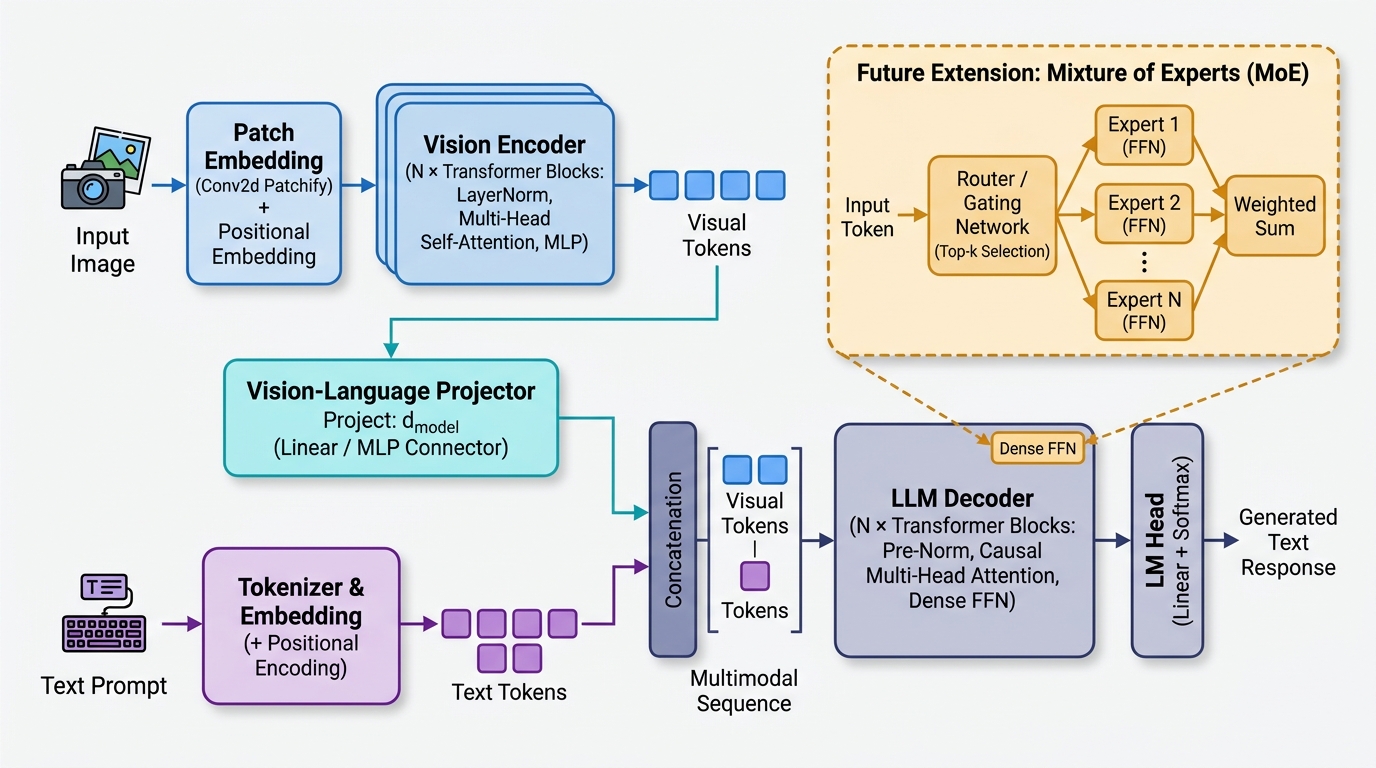 Patch
Embedding
(Conv2d Patchify)
+
Positional
Embedding
Input
Image
Vision Encoder
(N × Transformer Blocks:
LayerNorm,
Multi-Head
Self-Attention, MLP)
Visual
Tokens
Future Extension: Mixture of Experts (MoE)
Input
Token
Router /
Gating
Network
(Top-k Selection)
Expert 1
(FFN)
Expert 2
(FFN)
⋮
Expert N
(FFN)
Weighted
Sum
Vision-Language Projector
Project: d_model
(Linear / MLP Connector)
T
Text Prompt
Tokenizer &
Embedding
(+ Positional
Encoding)
Text Tokens
Concatenation
Visual
Tokens
|
Tokens
Multimodal
Sequence
Dense FFN
LLM Decoder
(N × Transformer Blocks:
Pre-Norm, Causal
Multi-Head Attention,
Dense FFN)
LM Head
(Linear + Softmax)
Generated
Text
Response